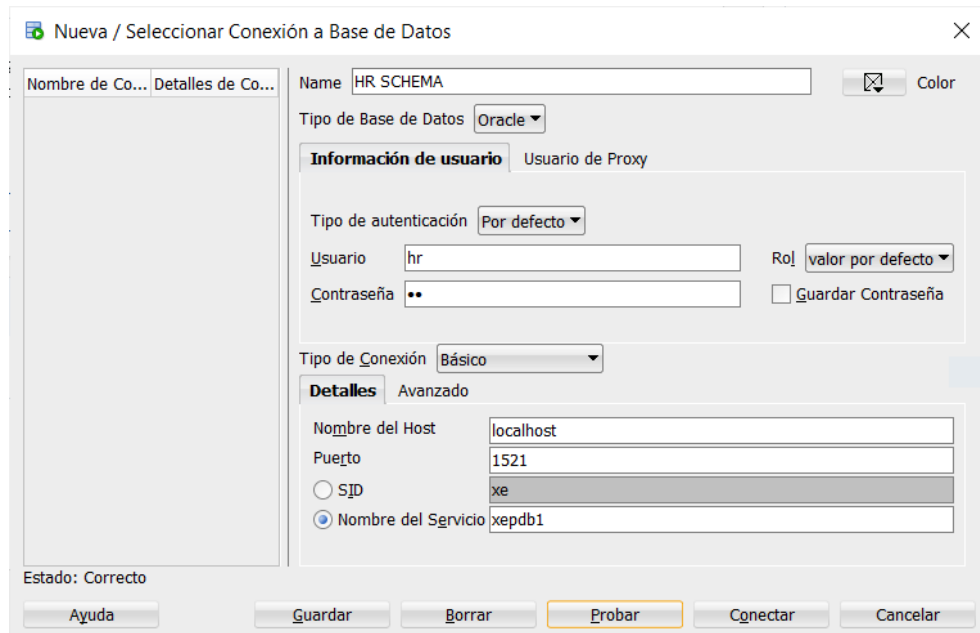 Nueva / Seleccionar Conexión a Base de Datos
Nombre de Co... Detalles de Co...
Name HR SCHEMA Color
Tipo de Base de Datos Oracle
Información de usuario Usuario de Proxy
Tipo de autenticación Por defecto
Usuario hr Rol valor por defecto
Contraseña •• Guardar Contraseña
Tipo de Conexión Básico
Detalles Avanzado
Nombre del Host localhost
Puerto 1521
SID xe
Nombre del Servicio xepdb1
Estado: Correcto
Ayuda Guardar Borrar Probar Conectar Cancelar